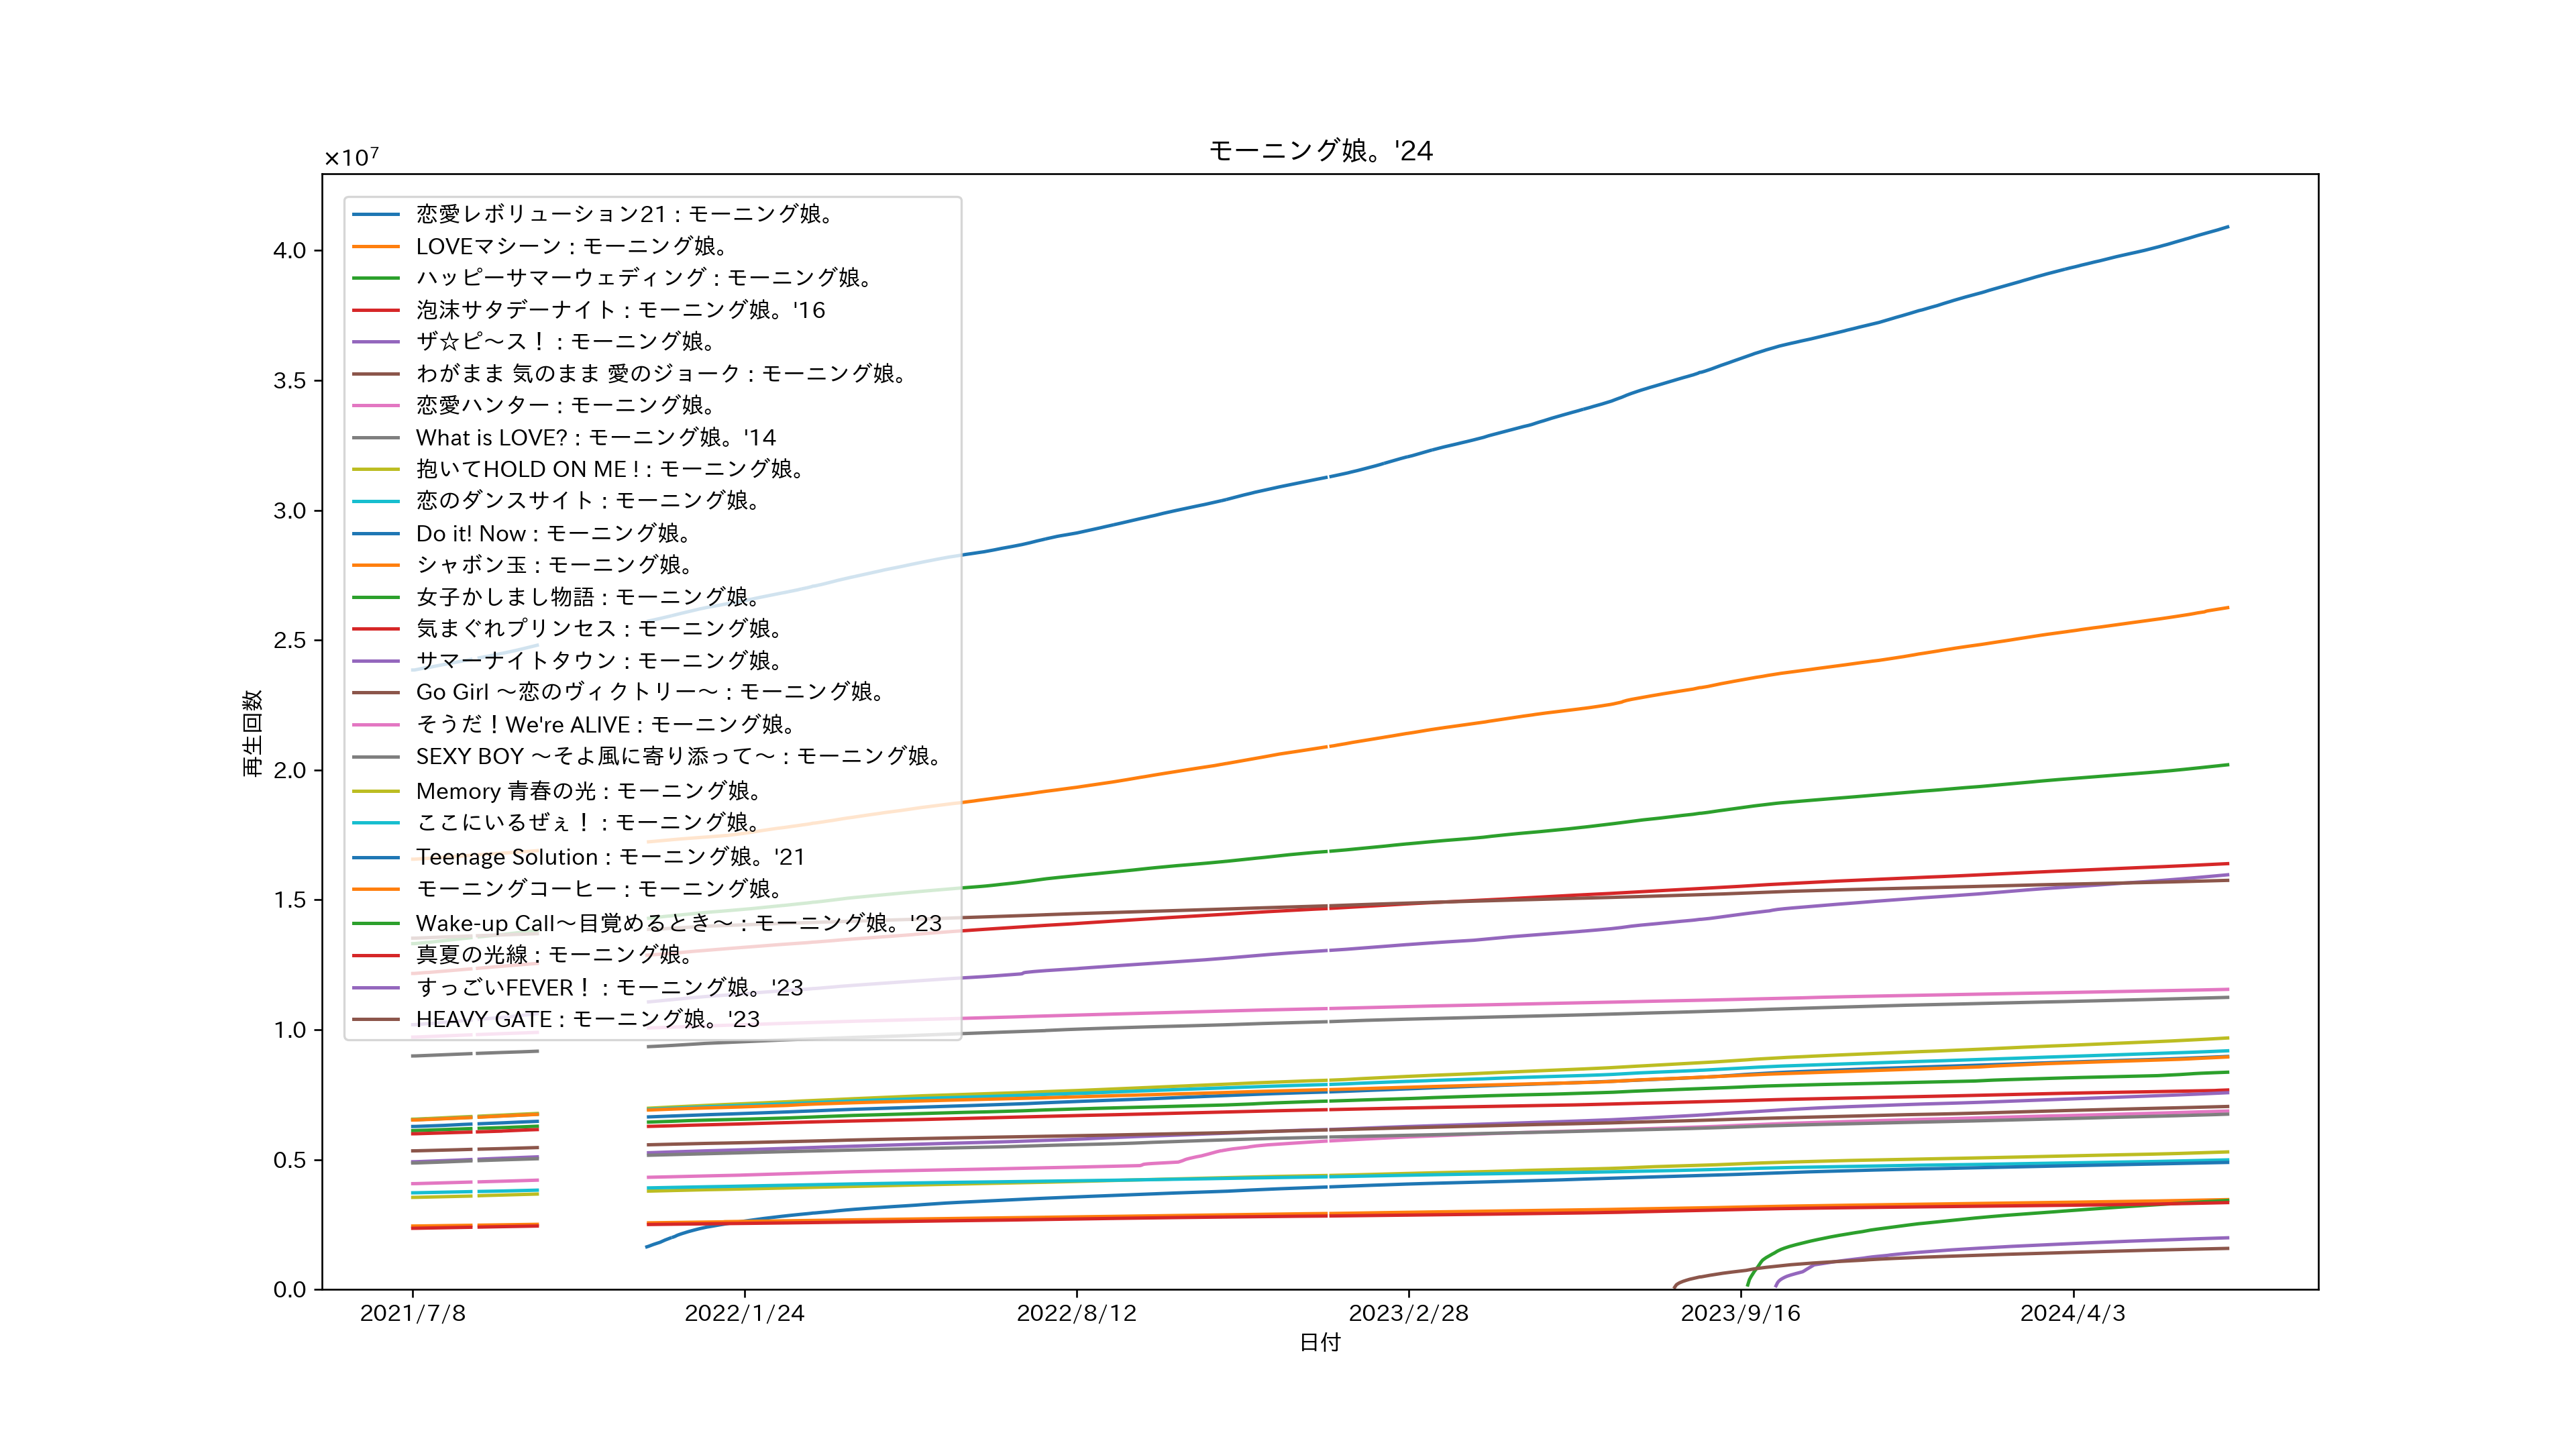 モーニング娘。'24
×10⁷
4.0
3.5
3.0
2.5
2.0
1.5
1.0
0.5
0.0
再生回数
恋愛レボリューション21 : モーニング娘。
LOVEマシーン : モーニング娘。
ハッピーサマーウェディング : モーニング娘。
泡沫サタデーナイト : モーニング娘。'16
ザ☆ピ〜ス！ : モーニング娘。
わがまま 気のまま 愛のジョーク : モーニング娘。
恋愛ハンター : モーニング娘。
What is LOVE? : モーニング娘。'14
抱いてHOLD ON ME ! : モーニング娘。
恋のダンスサイト : モーニング娘。
Do it! Now : モーニング娘。
シャボン玉 : モーニング娘。
女子かしまし物語 : モーニング娘。
気まぐれプリンセス : モーニング娘。
サマーナイトタウン : モーニング娘。
Go Girl 〜恋のヴィクトリー〜 : モーニング娘。
そうだ！We're ALIVE : モーニング娘。
SEXY BOY 〜そよ風に寄り添って〜 : モーニング娘。
Memory 青春の光 : モーニング娘。
ここにいるぜぇ！ : モーニング娘。
Teenage Solution : モーニング娘。'21
モーニングコーヒー : モーニング娘。
Wake-up Call〜目覚めるとき〜 : モーニング娘。'23
真夏の光線 : モーニング娘。
すっごいFEVER！ : モーニング娘。'23
HEAVY GATE : モーニング娘。'23
2021/7/8
2022/1/24
2022/8/12
2023/2/28
2023/9/16
2024/4/3
日付